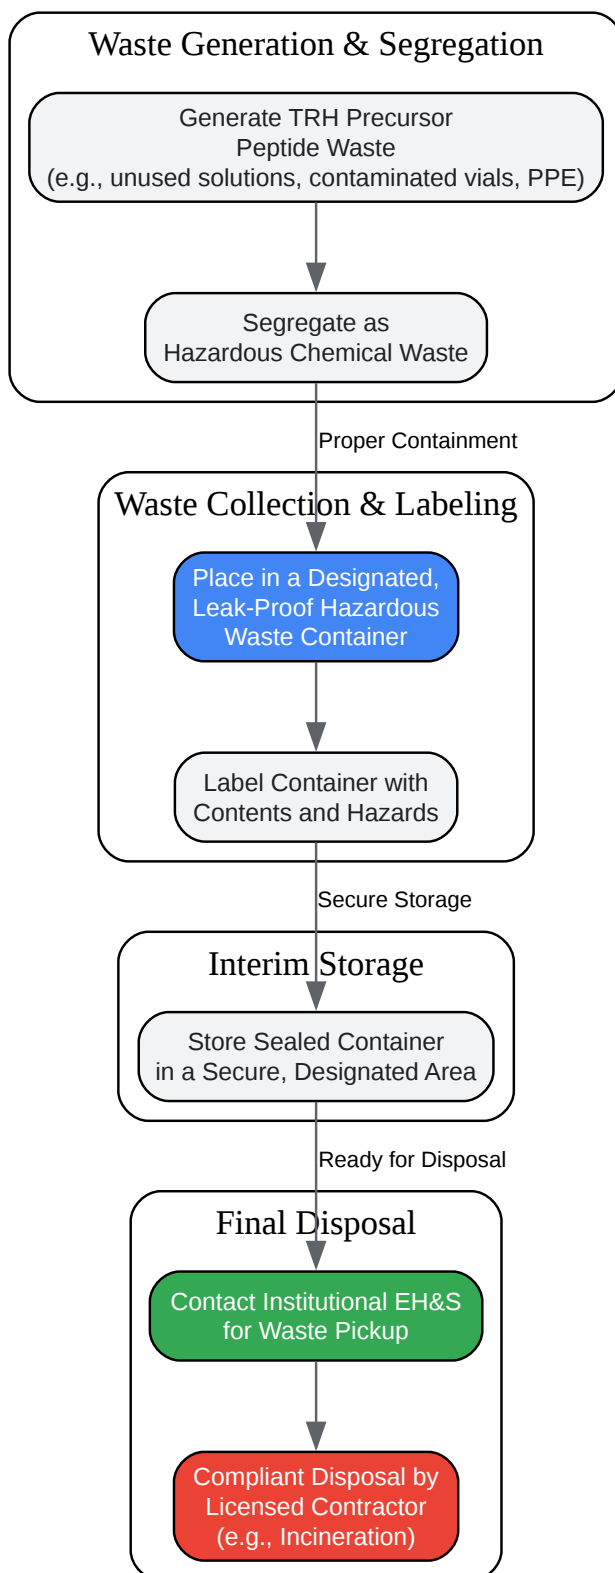 Waste Generation & Segregation
Generate TRH Precursor
Peptide Waste
(e.g., unused solutions, contaminated vials, PPE)
Segregate as
Hazardous Chemical Waste
Proper Containment
Waste Collection & Labeling
Place in a Designated,
Leak-Proof Hazardous
Waste Container
Label Container with
Contents and Hazards
Secure Storage
Interim Storage
Store Sealed Container
in a Secure, Designated Area
Ready for Disposal
Final Disposal
Contact Institutional EH&S
for Waste Pickup
Compliant Disposal by
Licensed Contractor
(e.g., Incineration)